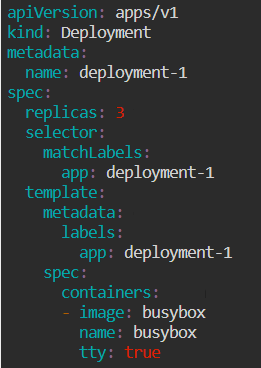 apiVersion: apps/v1
kind: Deployment
metadata:
  name: deployment-1
spec:
  replicas: 3
  selector:
    matchLabels:
      app: deployment-1
  template:
    metadata:
      labels:
        app: deployment-1
    spec:
      containers:
      - image: busybox
        name: busybox
        tty: true